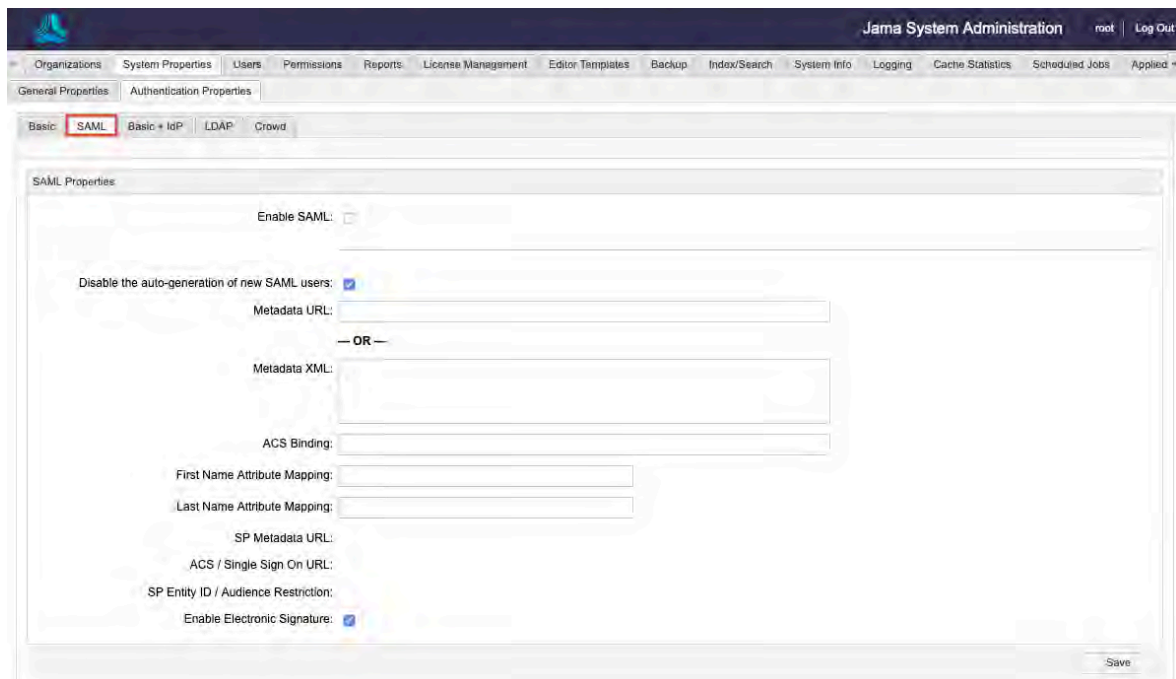 Jama System Administration root Log Out
Organizations System Properties Users Permissions Reports License Management Editor Templates Backup Index/Search System Info Logging Cache Statistics Scheduled Jobs Applied
General Properties Authentication Properties
Basic SAML Basic + IdP LDAP Crowd
SAML Properties
Enable SAML:
Disable the auto-generation of new SAML users:
Metadata URL:
— OR —
Metadata XML:
ACS Binding:
First Name Attribute Mapping:
Last Name Attribute Mapping:
SP Metadata URL:
ACS / Single Sign On URL:
SP Entity ID / Audience Restriction:
Enable Electronic Signature:
Save